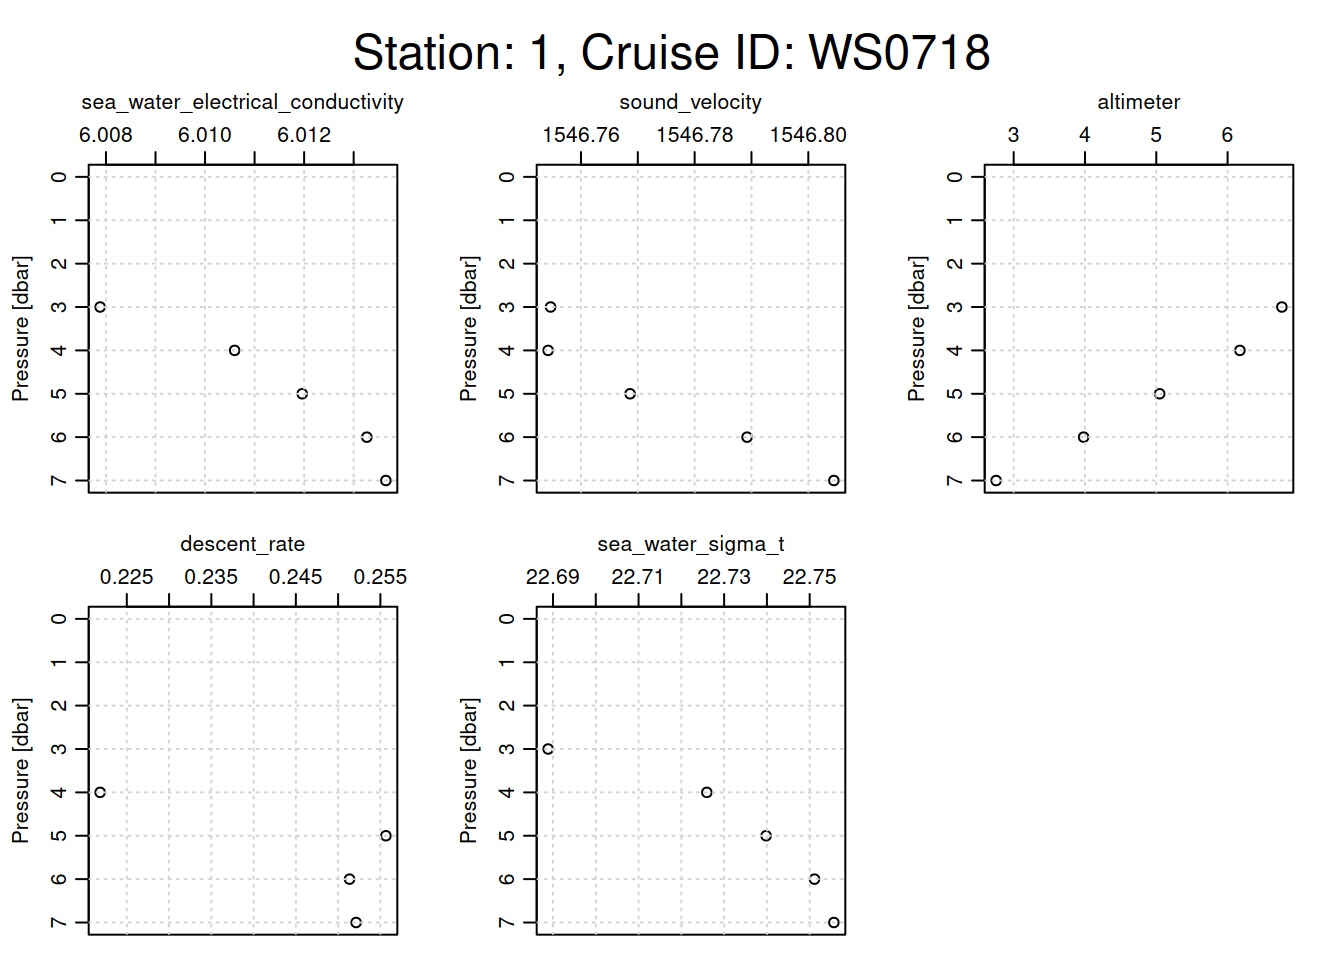 Station: 1, Cruise ID: WS0718
sea_water_electrical_conductivity
6.008 6.010 6.012
Pressure [dbar]
0
1
2
3
4
5
6
7
sound_velocity
1546.76 1546.78 1546.80
Pressure [dbar]
0
1
2
3
4
5
6
7
altimeter
3 4 5 6
Pressure [dbar]
0
1
2
3
4
5
6
7
descent_rate
0.225 0.235 0.245 0.255
Pressure [dbar]
0
1
2
3
4
5
6
7
sea_water_sigma_t
22.69 22.71 22.73 22.75
Pressure [dbar]
0
1
2
3
4
5
6
7